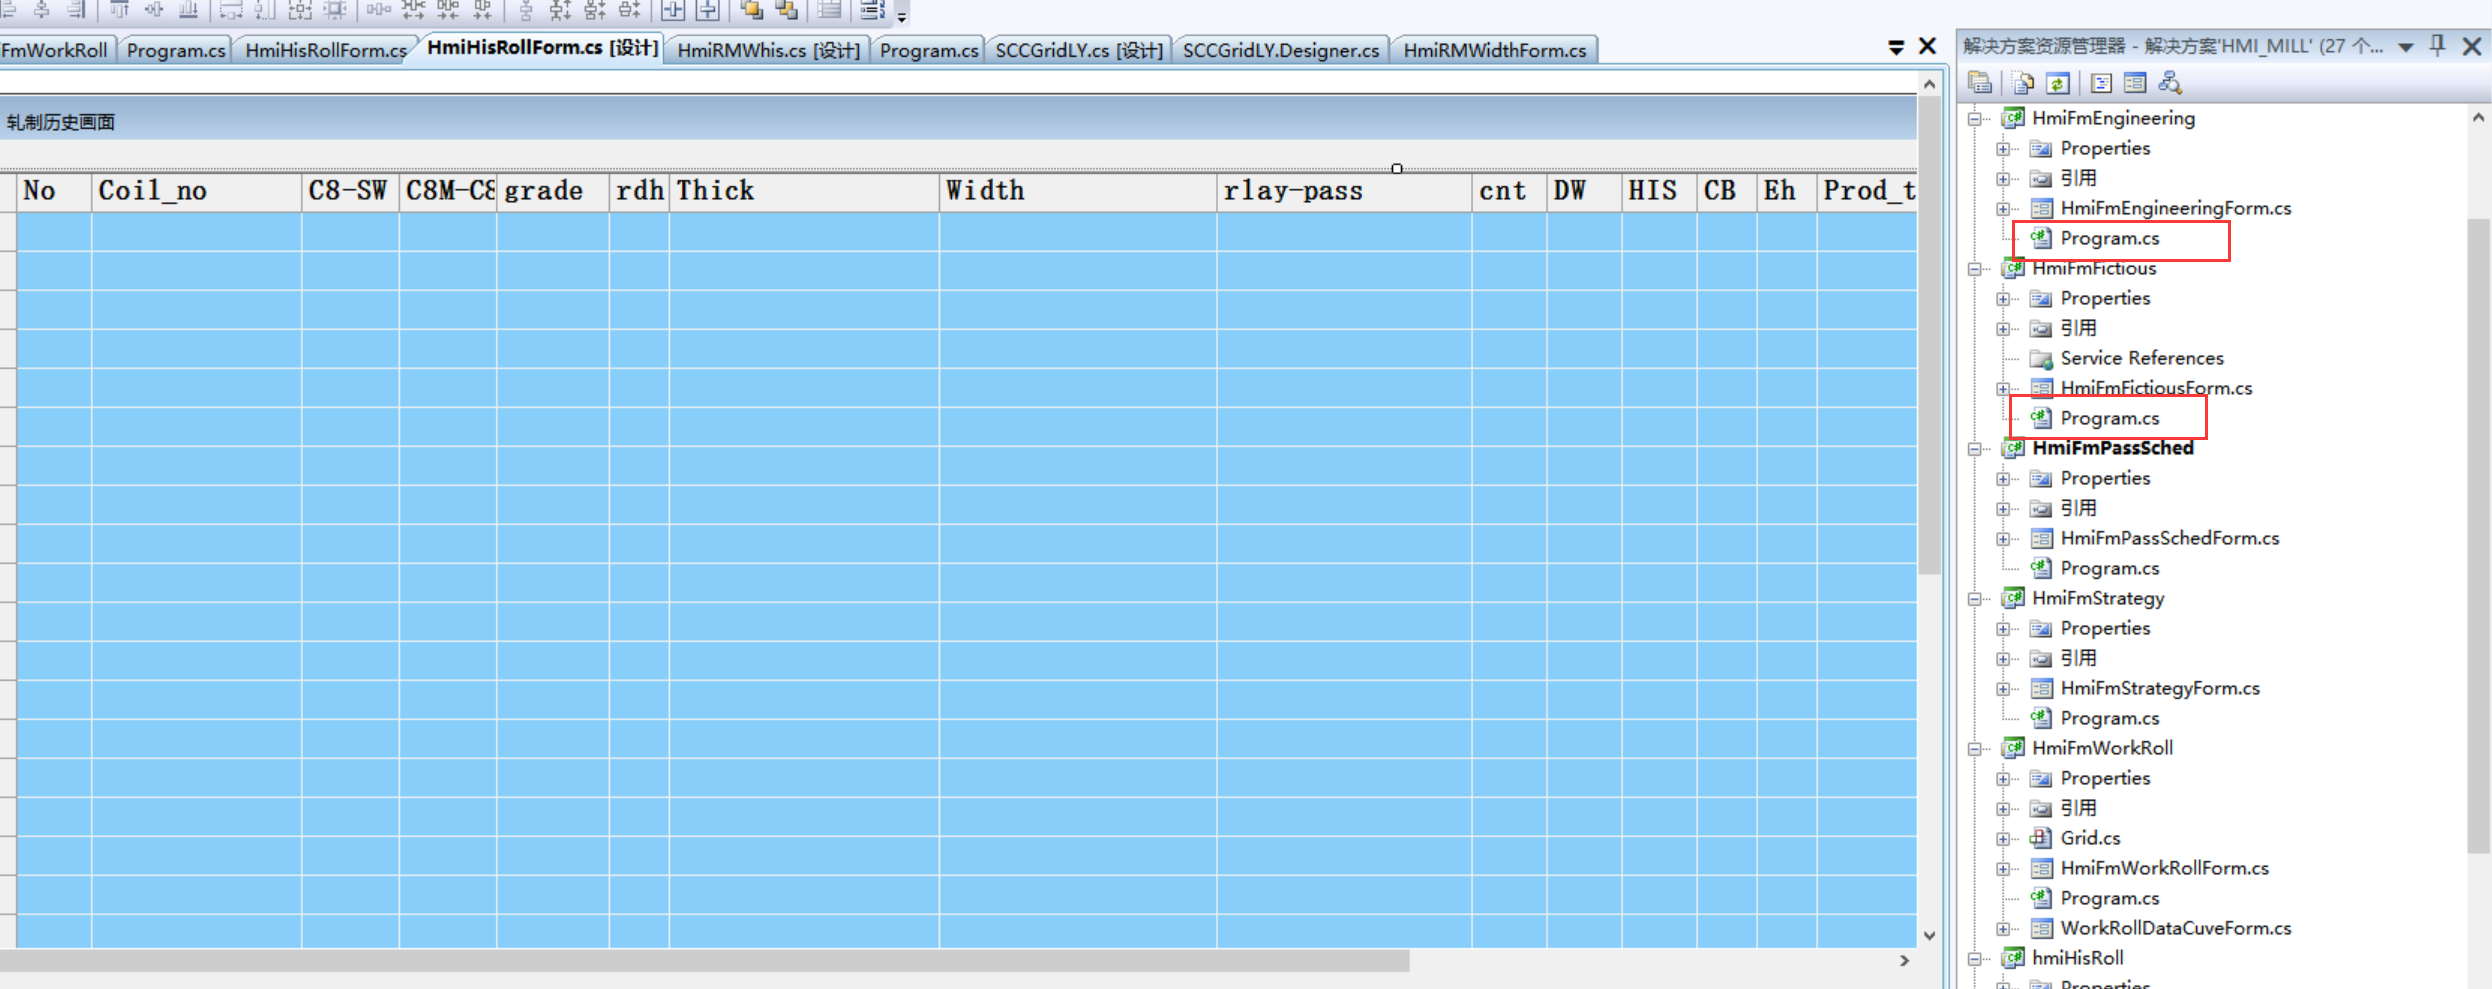 FmWorkRoll
Program.cs
HmiHisRollForm.cs
HmiHisRollForm.cs [设计]
HmiRMWhis.cs [设计]
Program.cs
SCCGridLY.cs [设计]
SCCGridLY.Designer.cs
HmiRMWidthForm.cs
轧制历史画面
No Coil_no C8-SW C8M-C8 grade rdh Thick Width rlay-pass cnt DW HIS CB Eh Prod_t
解决方案资源管理器 - 解决方案'HMI_MILL' (27 个...
HmiFmEngineering
Properties
引用
HmiFmEngineeringForm.cs
Program.cs
HmiFmFictious
Properties
引用
Service References
HmiFmFictiousForm.cs
Program.cs
HmiFmPassSched
Properties
引用
HmiFmPassSchedForm.cs
Program.cs
HmiFmStrategy
Properties
引用
HmiFmStrategyForm.cs
Program.cs
HmiFmWorkRoll
Properties
引用
Grid.cs
HmiFmWorkRollForm.cs
Program.cs
WorkRollDataCuveForm.cs
hmiHisRoll
Properties